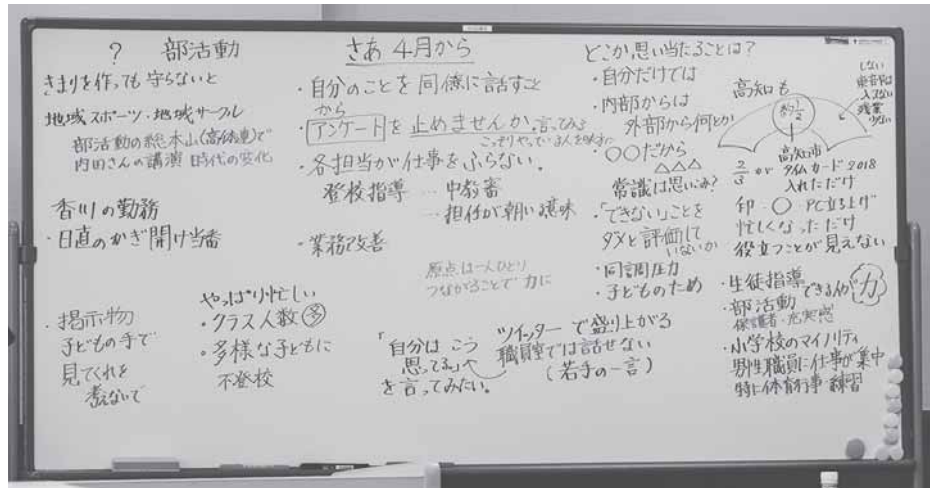 ? 部活動
きまりを作っても守らないと
地域スポーツ・地域サークル
部活動の総本山(高体連)で
内田さんの講演 時代の変化
香川の勤務
・日直のかぎ開け当番
・掲示物
子どもの手で
見てくれを
考えないで
やっぱり忙しい
・クラス人数 多
・多様な子どもに
不登校
さあ 4月から
・自分のことを同僚に話すこと
から
・アンケートを止めませんか。言ってみる
・各担当が仕事をふらない。
登校指導 … 中教審
… 担任が朝いる意味
・業務改善
原点は一人ひとり
つながることで力に
「自分はこう
思ってる」
を言ってみたい。
ツイッターで盛り上がる
職員室では話せない
(若手の一言)
どこか思い当たることは?
・自分だけでは
・内部からは
外部から何とか
・○○だから
△△△
常識は思いこみ?
・「できない」ことを
ダメと評価して
いないか
・同調圧力
・子どものため
高知も
約1/2
しない
入れない
残業
少ない
高知市
2/3が タイムカード 2018
入れただけ
印・○ PC立ち上げ
忙しくなっただけ
役立つことが見えない
・生徒指導
・部活動 できる人が「力」
保護者・充実感
・小学校のマイノリティ
男性職員に仕事が集中
特に体育行事 練習